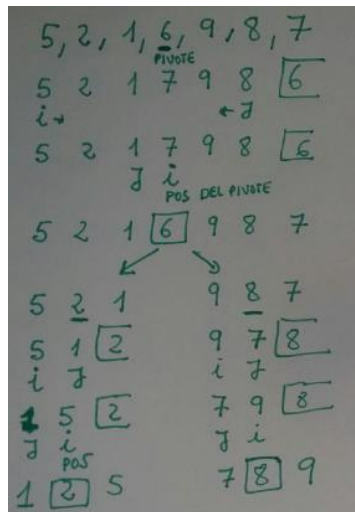 5, 2, 1, 6, 9, 8, 7
PIVOTE
5 2 1 7 9 8 6
i→ ←J
5 2 1 7 9 8 6
J i
POS DEL PIVOTE
5 2 1 6 9 8 7
5 2 1 9 8 7
5 1 2 9 7 8
i J i J
1 5 2 7 9 8
J i J i
POS
1 2 5 7 8 9